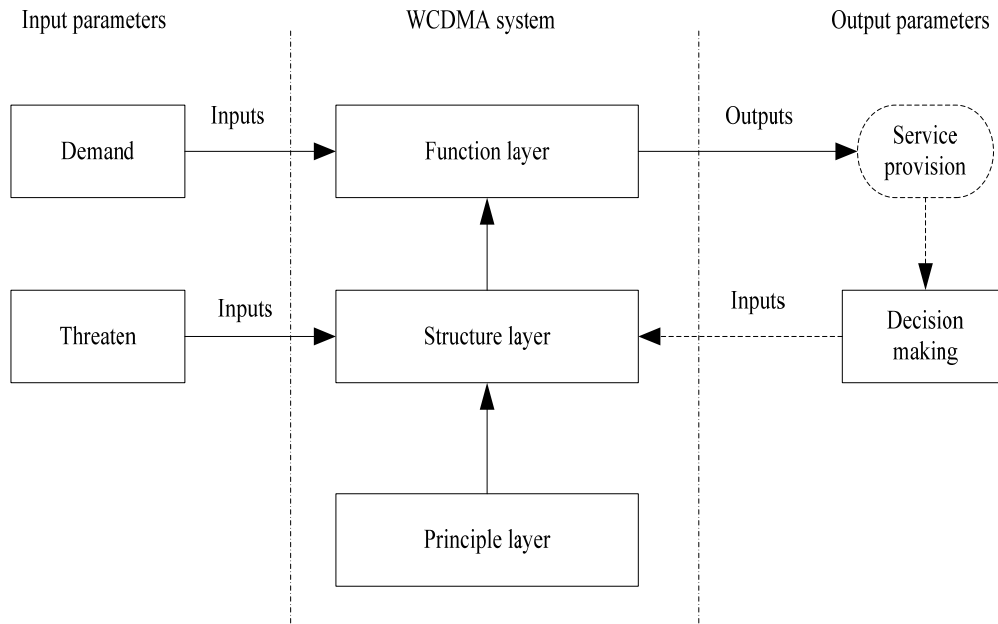 Input parameters
WCDMA system
Output parameters
Inputs
Outputs
Demand
Function layer
Service
provision
Inputs
Inputs
Threaten
Structure layer
Decision
making
Principle layer